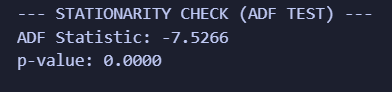 --- STATIONARITY CHECK (ADF TEST) ---
ADF Statistic: -7.5266
p-value: 0.0000